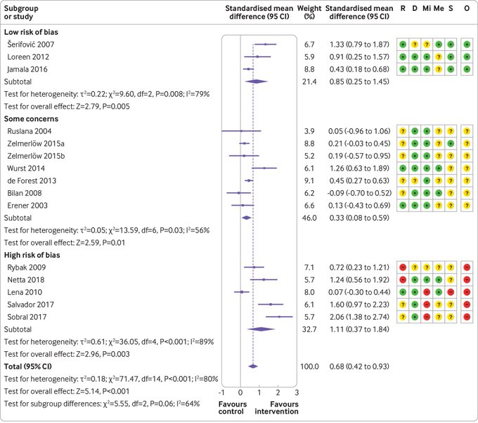 Subgroup or study Standardised mean difference (95 CI) Weight (%) Standardised mean difference (95 CI) R D Mi Me S O
Low risk of bias
Šerifović 2007 6.7 1.33 (0.79 to 1.87)
Loreen 2012 5.9 0.91 (0.25 to 1.57)
Jamala 2016 8.8 0.43 (0.18 to 0.68)
Subtotal 21.4 0.85 (0.25 to 1.45)
Test for heterogeneity: τ²=0.22; χ²=9.60, df=2, P=0.008; I²=79%
Test for overall effect: Z=2.79, P=0.005
Some concerns
Ruslana 2004 3.9 0.05 (-0.96 to 1.06)
Zelmerlöw 2015a 8.8 0.21 (-0.03 to 0.45)
Zelmerlöw 2015b 5.2 0.19 (-0.57 to 0.95)
Wurst 2014 6.1 1.26 (0.63 to 1.89)
de Forest 2013 9.1 0.45 (0.27 to 0.63)
Bilan 2008 6.2 -0.09 (-0.70 to 0.52)
Erener 2003 6.6 0.13 (-0.43 to 0.69)
Subtotal 46.0 0.33 (0.08 to 0.59)
Test for heterogeneity: τ²=0.05; χ²=13.59, df=6, P=0.03; I²=56%
Test for overall effect: Z=2.59, P=0.01
High risk of bias
Rybak 2009 7.1 0.72 (0.23 to 1.21)
Netta 2018 5.7 1.24 (0.56 to 1.92)
Lena 2010 8.0 0.07 (-0.30 to 0.44)
Salvador 2017 6.1 1.60 (0.97 to 2.23)
Sobral 2017 5.7 2.06 (1.38 to 2.74)
Subtotal 32.7 1.11 (0.37 to 1.84)
Test for heterogeneity: τ²=0.61; χ²=36.05, df=4, P<0.001; I²=89%
Test for overall effect: Z=2.96, P=0.003
Total (95% CI) 100.0 0.68 (0.42 to 0.93)
Test for heterogeneity: τ²=0.18; χ²=71.47, df=14, P<0.001; I²=80%
Test for overall effect: Z=5.14, P<0.001
Test for subgroup differences: χ²=5.55, df=2, P=0.06; I²=64%
-1 0 1 2 3
Favours control Favours intervention